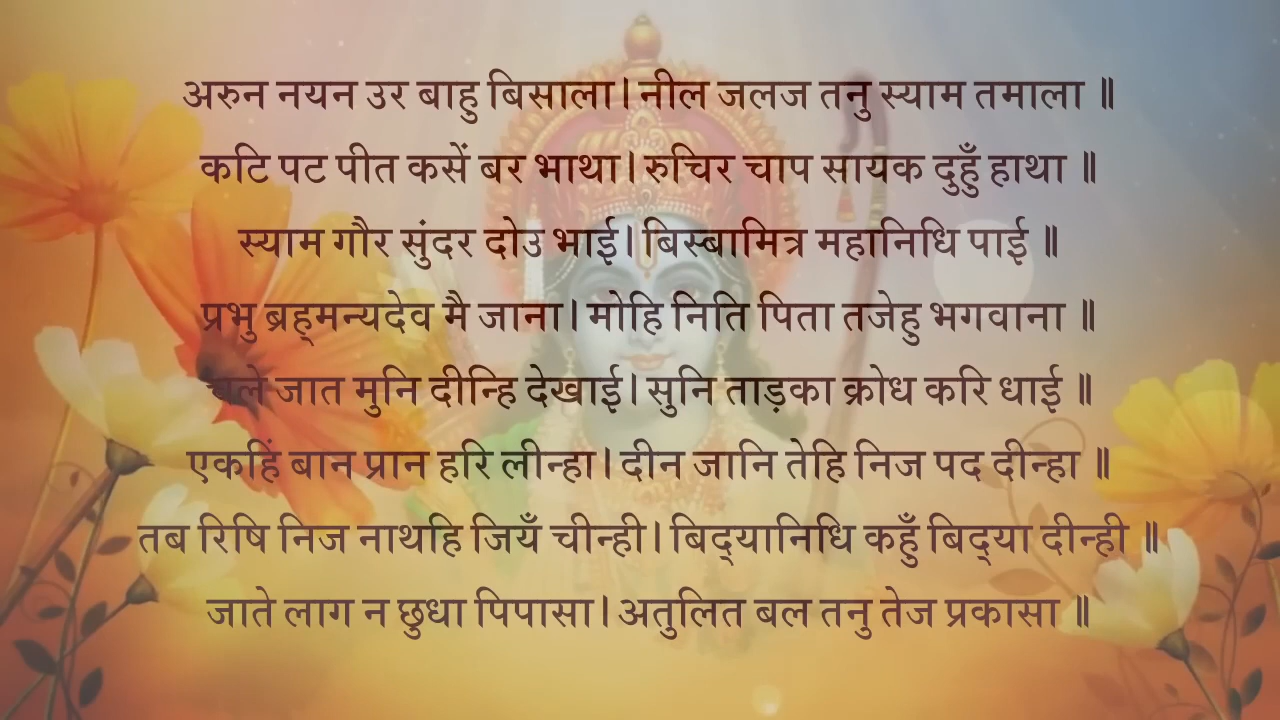 अरुन नयन उर बाहु बिसाला। नील जलज तनु स्याम तमाला ॥
कटि पट पीत कसें बर भाथा। रुचिर चाप सायक दुहुँ हाथा ॥
स्याम गौर सुंदर दोउ भाई। बिस्बामित्र महानिधि पाई ॥
प्रभु ब्रह्मन्यदेव मै जाना। मोहि निति पिता तजेहु भगवाना ॥
चले जात मुनि दीन्हि देखाई। सुनि ताड़का क्रोध करि धाई ॥
एकहिं बान प्रान हरि लीन्हा। दीन जानि तेहि निज पद दीन्हा ॥
तब रिषि निज नाथहि जियँ चीन्ही। बिद्या​निधि कहुँ बिद्या दीन्ही ॥
जाते लाग न छुधा पिपासा। अतुलित बल तनु तेज प्रकासा ॥